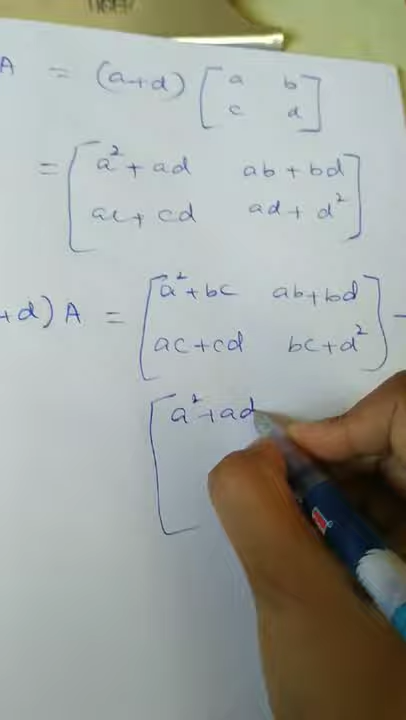 A = (a+d) [ a b
c d ]
= [ a² + ad ab + bd
ac + cd ad + d² ]
+d) A = [ a² + bc ab + bd
ac + cd bc + d² ] -
[ a² + ad